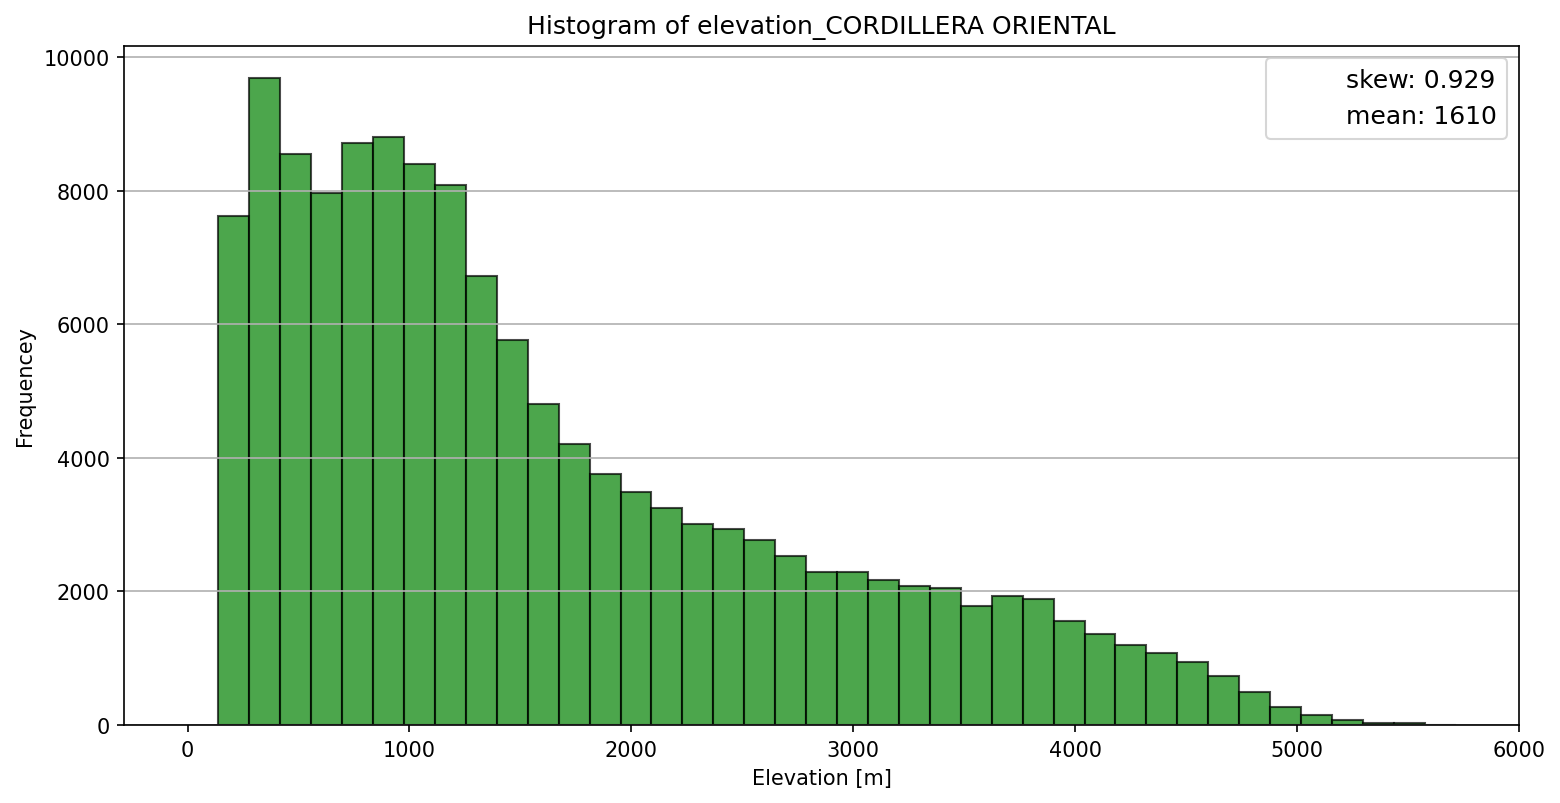 Histogram of elevation_CORDILLERA ORIENTAL
skew: 0.929
mean: 1610
10000
8000
6000
4000
2000
0
Frequencey
0 1000 2000 3000 4000 5000 6000
Elevation [m]